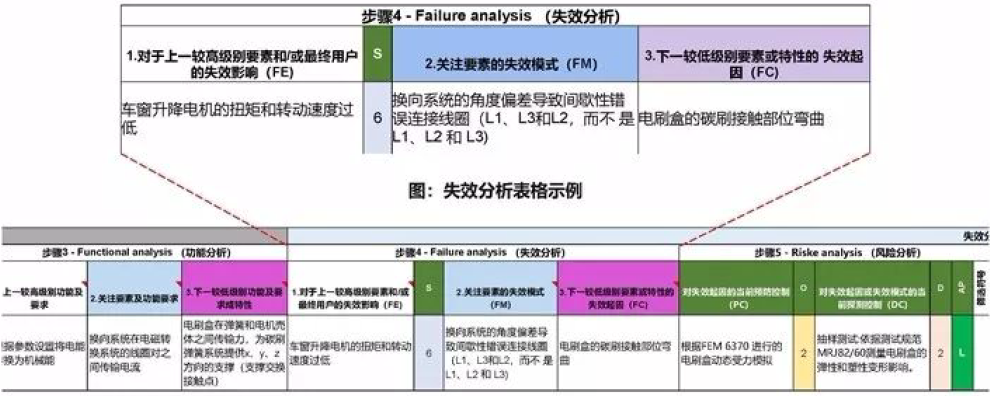 步骤4 - Failure analysis （失效分析）
1.对于上一较高级别要素和/或最终用户
的失效影响（FE）
S
2.关注要素的失效模式（FM）
3.下一较低级别要素或特性的 失效起
因（FC）
车窗升降电机的扭矩和转动速度过
低
6
换向系统的角度偏差导致间歇性错
误连接线圈（L1、L3和L2，而不 是
L1、L2 和 L3)
电刷盒的碳刷接触部位弯曲
图：失效分析表格示例
失效分
步骤3 - Functional analysis （功能分析）
步骤4 - Failure analysis （失效分析）
步骤5 - Riske analysis （风险分析）
上一较高级别功能及
要求
2.关注要素及功能要求
3.下一较低级别功能及要
求或特性
1.对于上一较高级别要素和/或
最终用户的失效影响（FE）
S
2.关注要素的失效模式
（FM）
3.下一较低级别要素或特性的
失效起因（FC）
对失效起因的当前预防控制
(PC)
O
对失效起因或失效模式的当
前探测控制（DC）
D
AP
筛选符号
据参数设置将电能
换为机械能
换向系统在电磁转
换系统的线圈对之
间传输电流
电刷盒在弹簧和电机壳
体之间传输力，为碳刷
弹簧系统提供x、y、z
方向的支撑（支撑交换
接触点）
车窗升降电机的扭矩和转动
速度过低
6
换向系统的角度偏差导
致间歇性错误连接线圈
（L1、L3和L2，而不 是
L1、L2 和 L3)
电刷盒的碳刷接触部位弯
曲
根据FEM 6370 进行的
电刷盒动态受力模拟
2
抽样测试:依据测试规范
MRJ82/60测量电刷盒的
弹性和塑性变形影响。
2
L